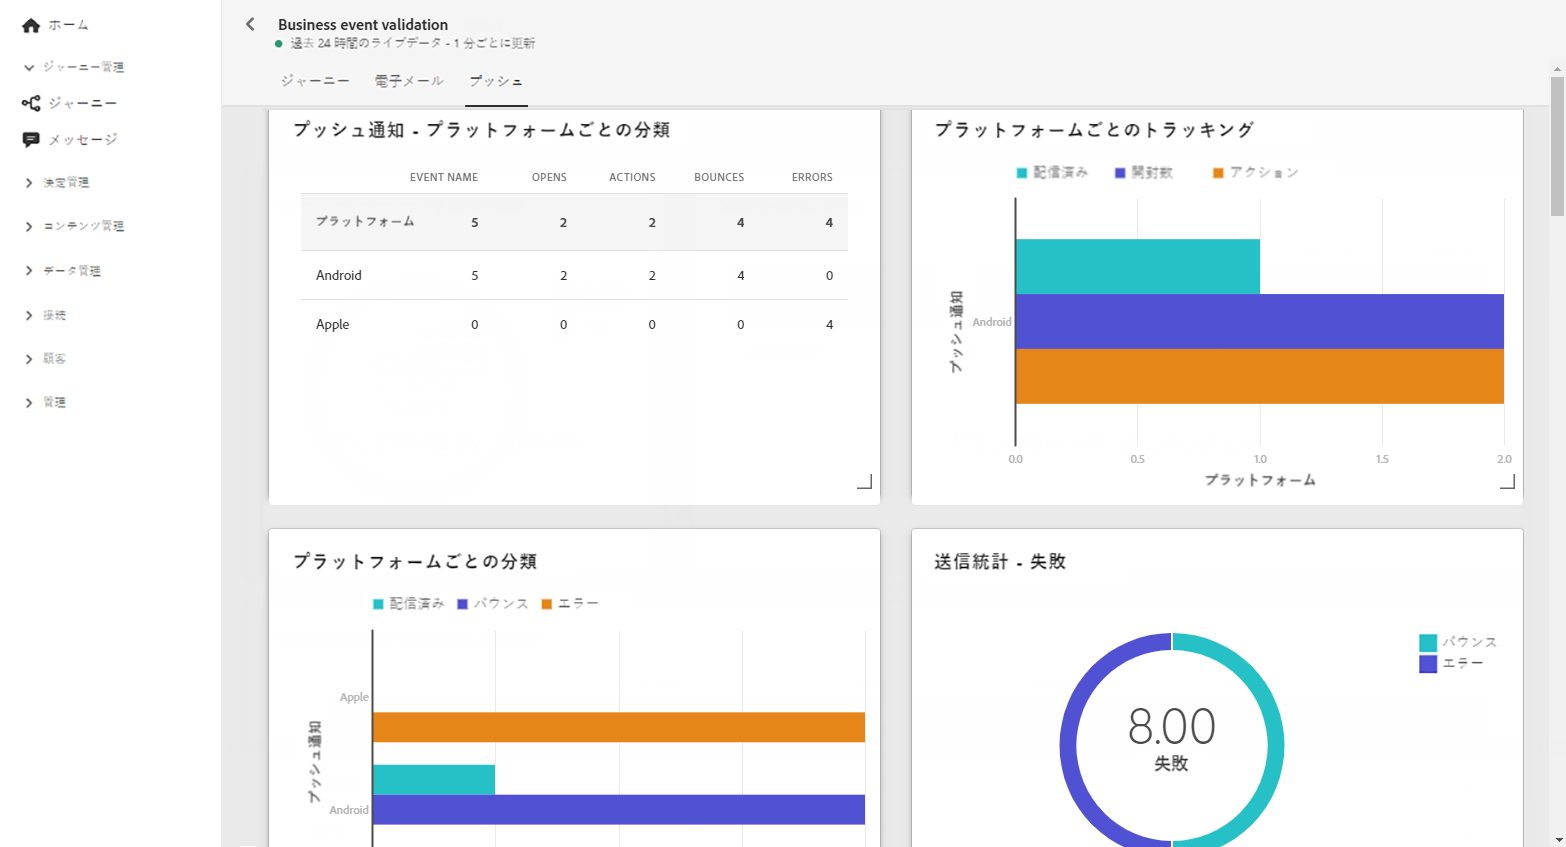 ホーム
ジャーニー管理
ジャーニー
メッセージ
決定管理
コンテンツ管理
データ管理
接続
顧客
管理
Business event validation
過去 24 時間のライブデータ - 1 分ごとに更新
ジャーニー 電子メール プッシュ
プッシュ通知 - プラットフォームごとの分類
EVENT NAME OPENS ACTIONS BOUNCES ERRORS
プラットフォーム 5 2 2 4 4
Android 5 2 2 4 0
Apple 0 0 0 0 4
プラットフォームごとのトラッキング
配信済み 開封数 アクション
プッシュ通知
Android
0.0 0.5 1.0 1.5 2.0
プラットフォーム
プラットフォームごとの分類
配信済み バウンス エラー
プッシュ通知
Apple
Android
送信統計 - 失敗
バウンス
エラー
8.00
失敗